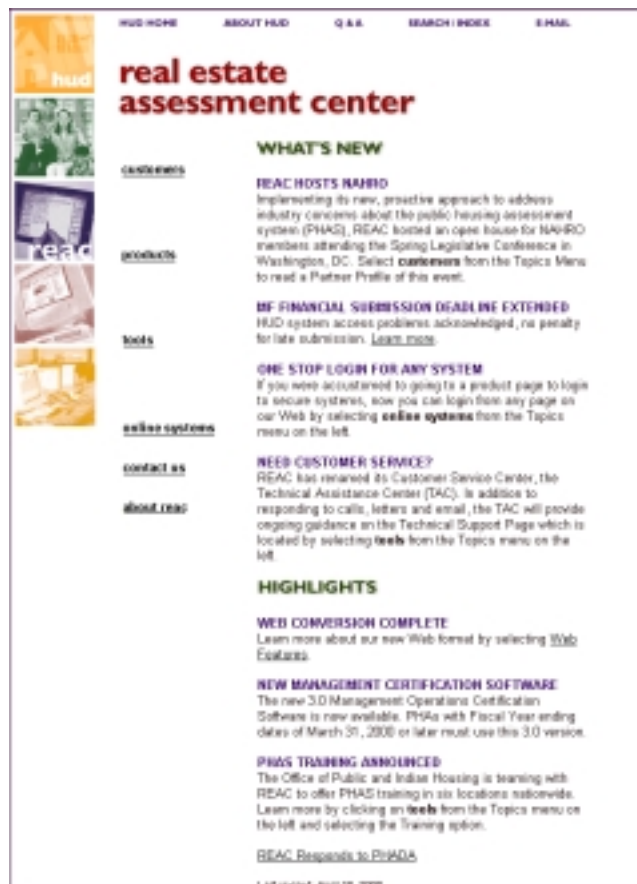 HUD HOME ABOUT HUD Q & A SEARCH / INDEX E-MAIL
hud
real estate
assessment center
reac
customers
products
tools
online systems
contact us
about reac
WHAT'S NEW
REAC HOSTS NAHRO
Implementing its new, proactive approach to address
industry concerns about the public housing assessment
system (PHAS), REAC hosted an open house for NAHRO
members attending the Spring Legislative Conference in
Washington, DC. Select customers from the Topics Menu
to read a Partner Profile of this event.
MF FINANCIAL SUBMISSION DEADLINE EXTENDED
HUD system access problems acknowledged, no penalty
for late submission. Learn more.
ONE STOP LOGIN FOR ANY SYSTEM
If you were accustomed to going to a product page to login
to secure systems, now you can login from any page on
our Web by selecting online systems from the Topics
menu on the left.
NEED CUSTOMER SERVICE?
REAC has renamed its Customer Service Center, the
Technical Assistance Center (TAC). In addition to
responding to calls, letters and email, the TAC will provide
ongoing guidance on the Technical Support Page which is
located by selecting tools from the Topics menu on the
left.
HIGHLIGHTS
WEB CONVERSION COMPLETE
Learn more about our new Web format by selecting Web
Features.
NEW MANAGEMENT CERTIFICATION SOFTWARE
The new 3.0 Management Operations Certification
Software is now available. PHAs with Fiscal Year ending
dates of March 31, 2000 or later must use this 3.0 version.
PHAS TRAINING ANNOUNCED
The Office of Public and Indian Housing is teaming with
REAC to offer PHAS training in six locations nationwide.
Learn more by clicking on tools from the Topics menu on
the left and selecting the Training option.
REAC Responds to PHADA